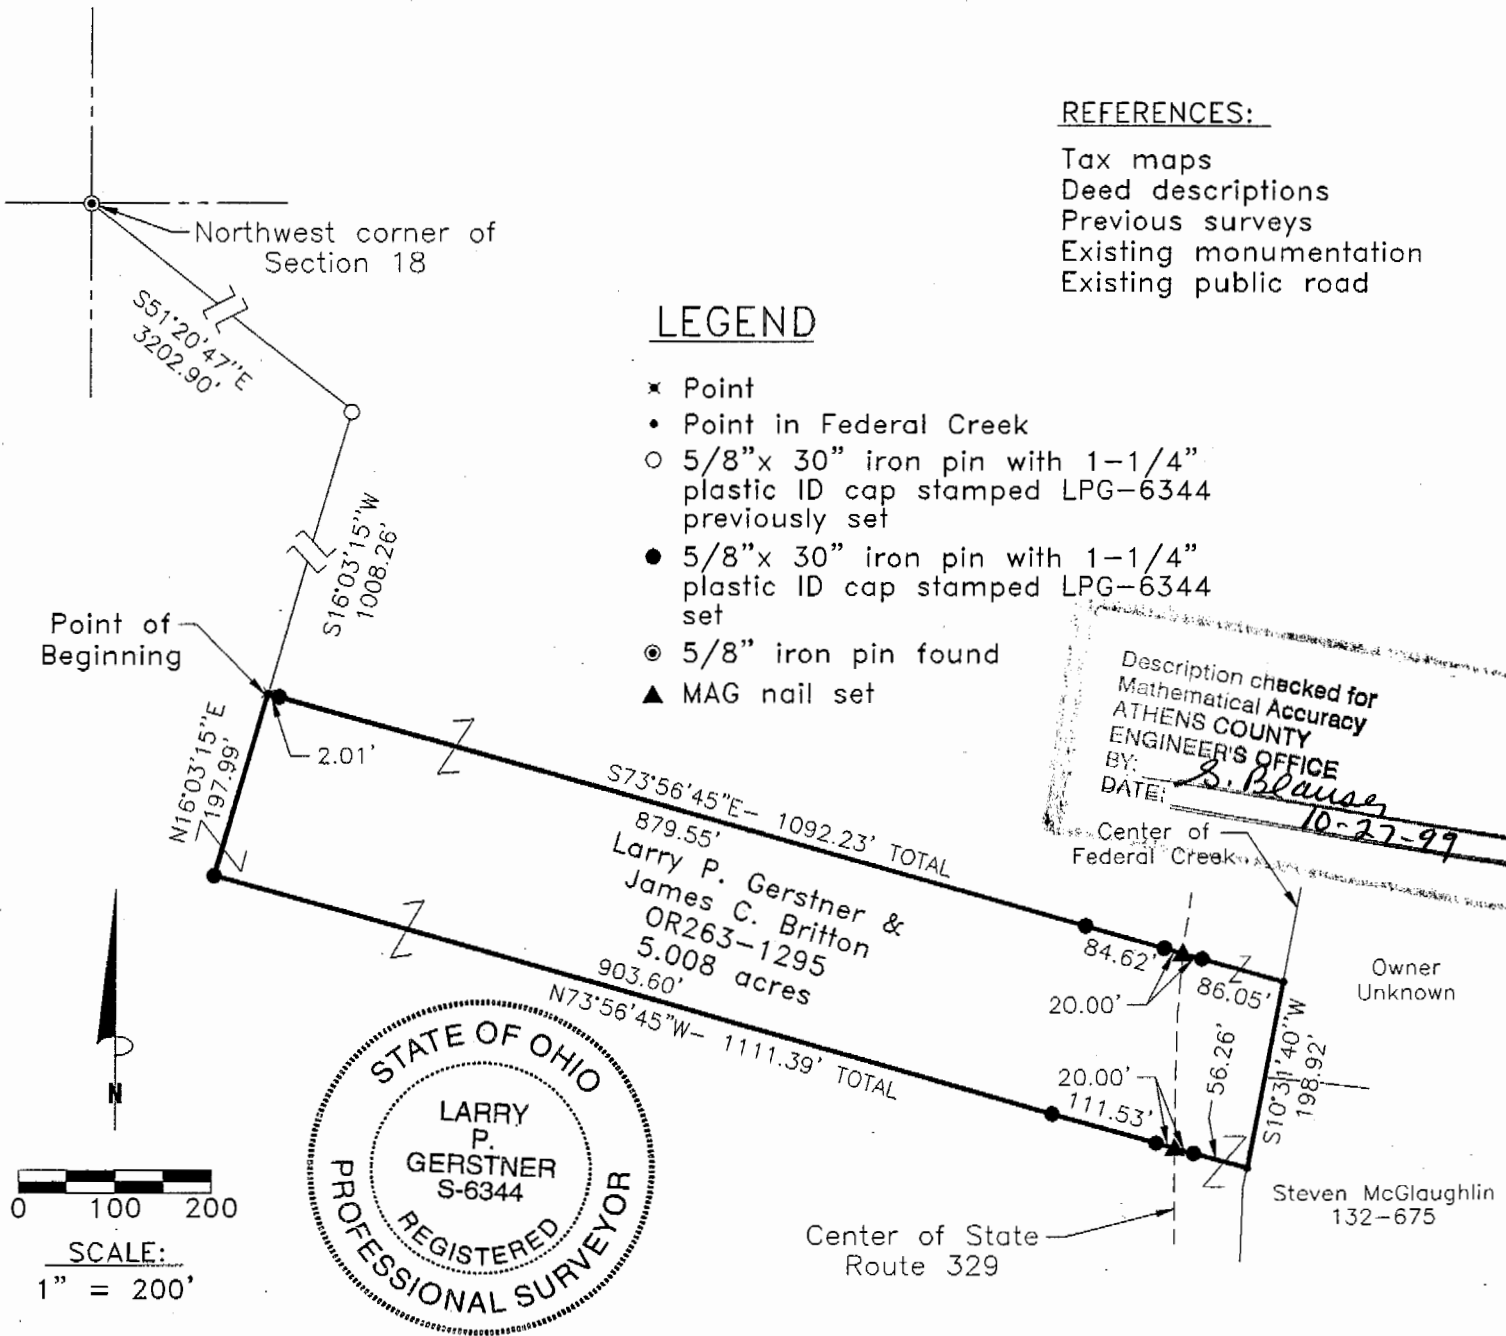 REFERENCES:
Tax maps
Deed descriptions
Previous surveys
Existing monumentation
Existing public road
Northwest corner of
Section 18
S51°20'47"E
3202.90'
LEGEND
Point
Point in Federal Creek
5/8"x 30" iron pin with 1-1/4"
plastic ID cap stamped LPG-6344
previously set
5/8"x 30" iron pin with 1-1/4"
plastic ID cap stamped LPG-6344
set
5/8" iron pin found
MAG nail set
S16°03'15"W
1008.26'
Point of
Beginning
2.01'
N16°03'15"E
197.99'
Description checked for
Mathematical Accuracy
ATHENS COUNTY
ENGINEER'S OFFICE
BY: S. Blauser
DATE: 10-27-99
Center of
Federal Creek
S73°56'45"E- 1092.23' TOTAL
879.55'
Larry P. Gerstner &
James C. Britton
OR263-1295
5.008 acres
903.60'
N73°56'45"W- 1111.39' TOTAL
84.62'
20.00'
86.05'
Owner
Unknown
20.00'
111.53'
56.26'
S10°31'40"W
198.92'
Steven McGlaughlin
132-675
Center of State
Route 329
N
0 100 200
SCALE:
1" = 200'
STATE OF OHIO
LARRY
P.
GERSTNER
S-6344
REGISTERED
PROFESSIONAL SURVEYOR